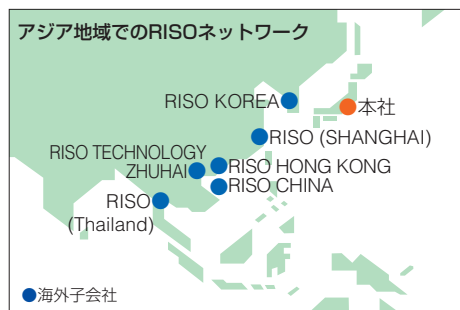 アジア地域でのRISOネットワーク
RISO KOREA
本社
RISO (SHANGHAI)
RISO TECHNOLOGY
ZHUHAI
RISO HONG KONG
RISO CHINA
RISO
(Thailand)
海外子会社